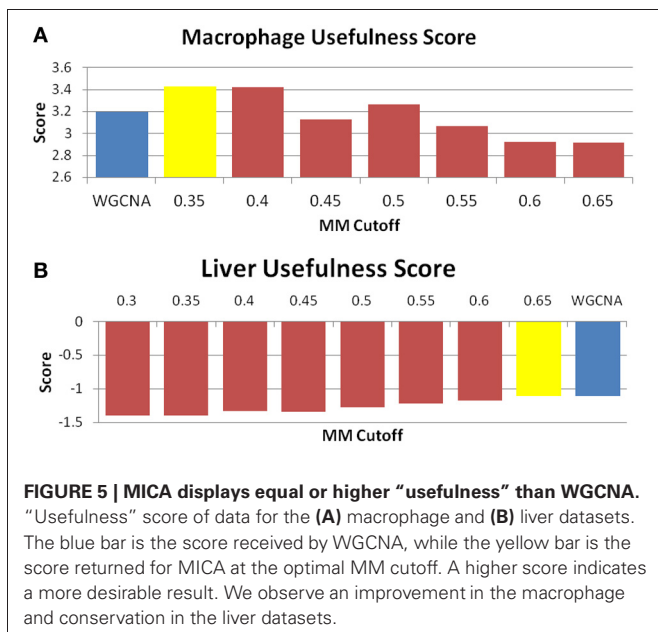 A
Macrophage Usefulness Score
3.6
3.4
3.2
3
2.8
2.6
Score
WGCNA 0.35 0.4 0.45 0.5 0.55 0.6 0.65
MM Cutoff
B
Liver Usefulness Score
0.3 0.35 0.4 0.45 0.5 0.55 0.6 0.65 WGCNA
0
-0.5
-1
-1.5
Score
MM Cutoff
FIGURE 5 | MICA displays equal or higher “usefulness” than WGCNA.
“Usefulness” score of data for the (A) macrophage and (B) liver datasets.
The blue bar is the score received by WGCNA, while the yellow bar is the
score returned for MICA at the optimal MM cutoff. A higher score indicates
a more desirable result. We observe an improvement in the macrophage
and conservation in the liver datasets.